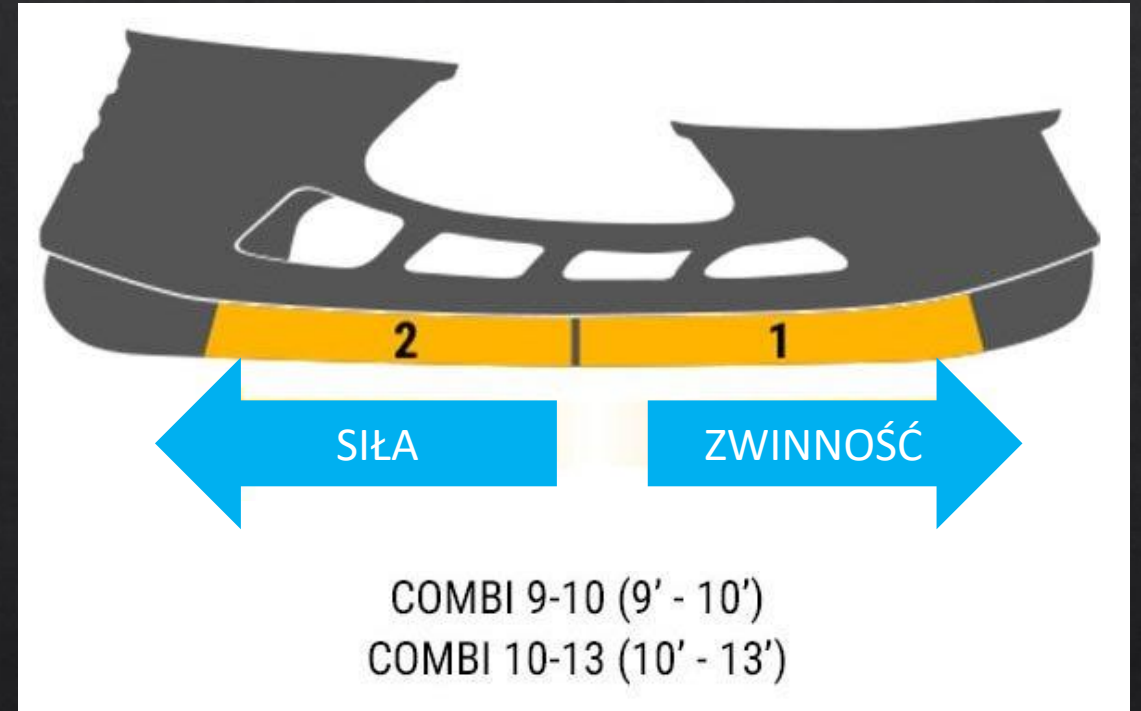 2 1
SIŁA ZWINNOŚĆ
COMBI 9-10 (9’ - 10’)
COMBI 10-13 (10’ - 13’)